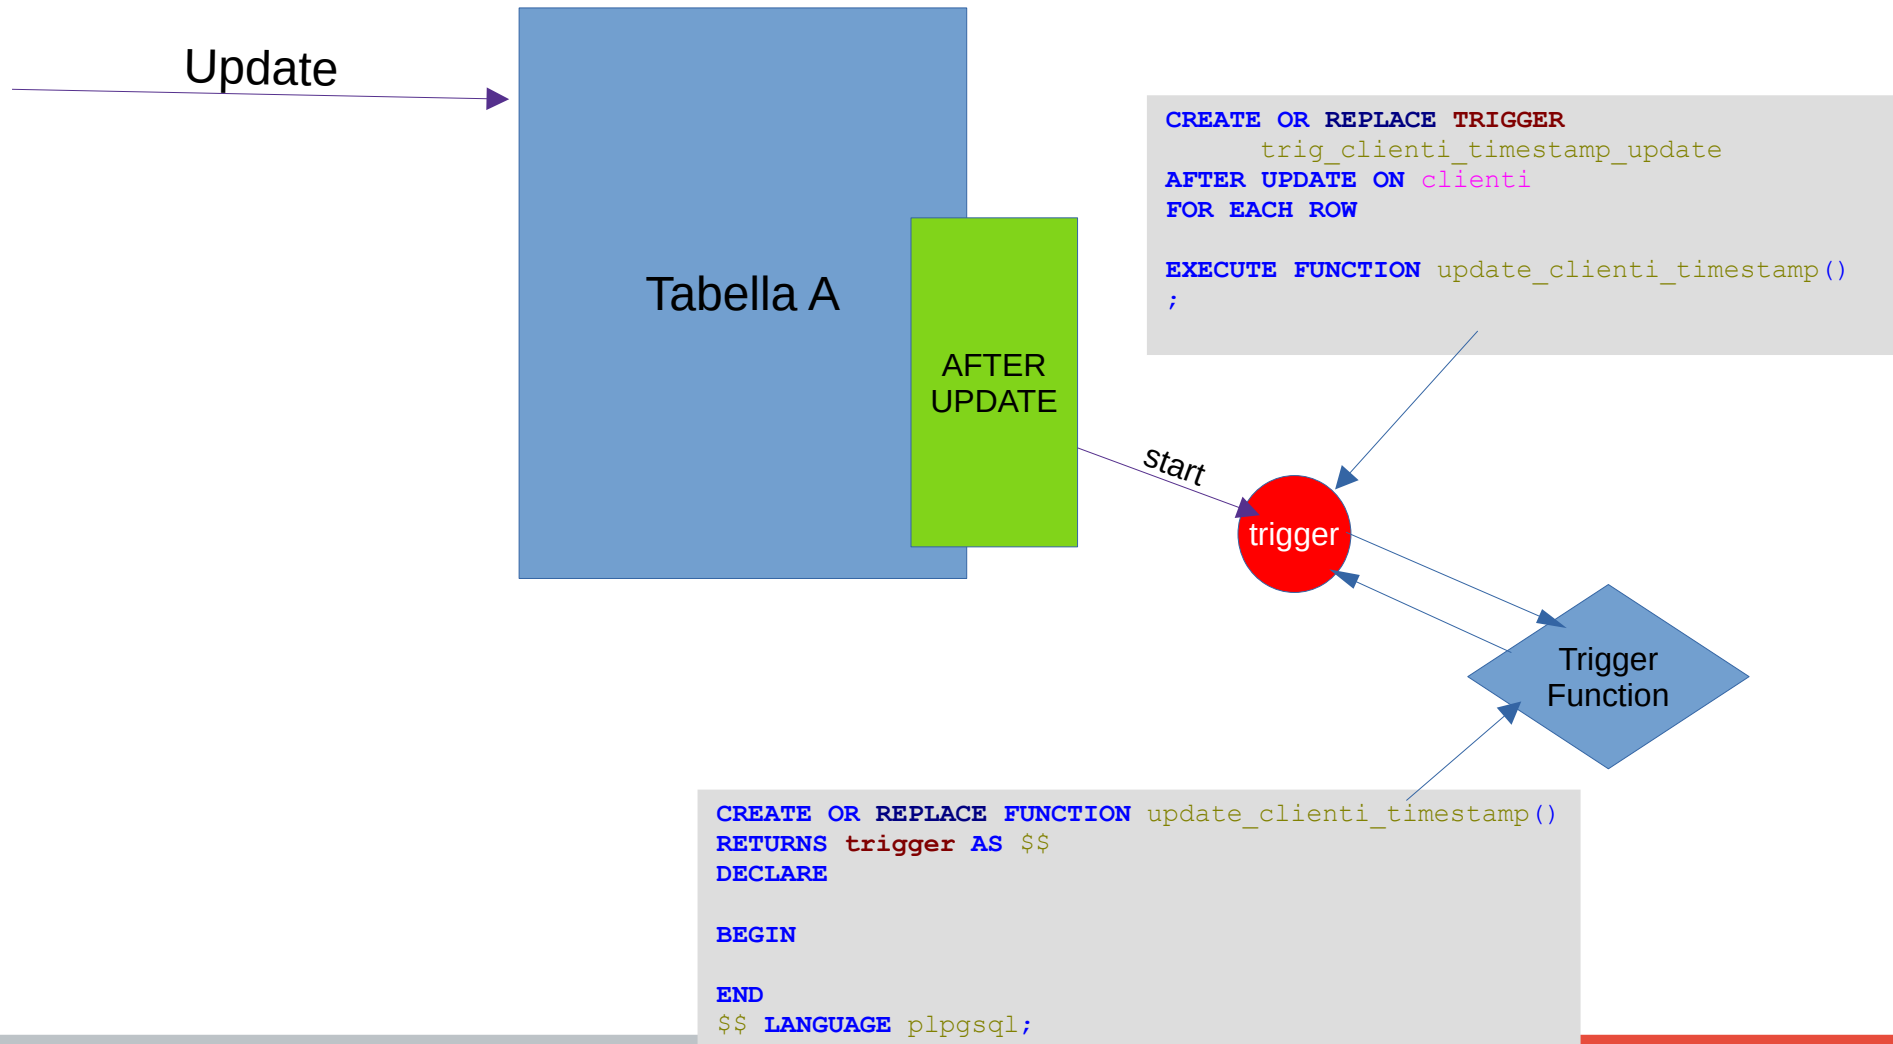 Update
Tabella A
AFTER
UPDATE
start
trigger
CREATE OR REPLACE TRIGGER
trig_clienti_timestamp_update
AFTER UPDATE ON clienti
FOR EACH ROW
EXECUTE FUNCTION update_clienti_timestamp()
;
Trigger
Function
CREATE OR REPLACE FUNCTION update_clienti_timestamp()
RETURNS trigger AS $$
DECLARE
BEGIN
END
$$ LANGUAGE plpgsql;